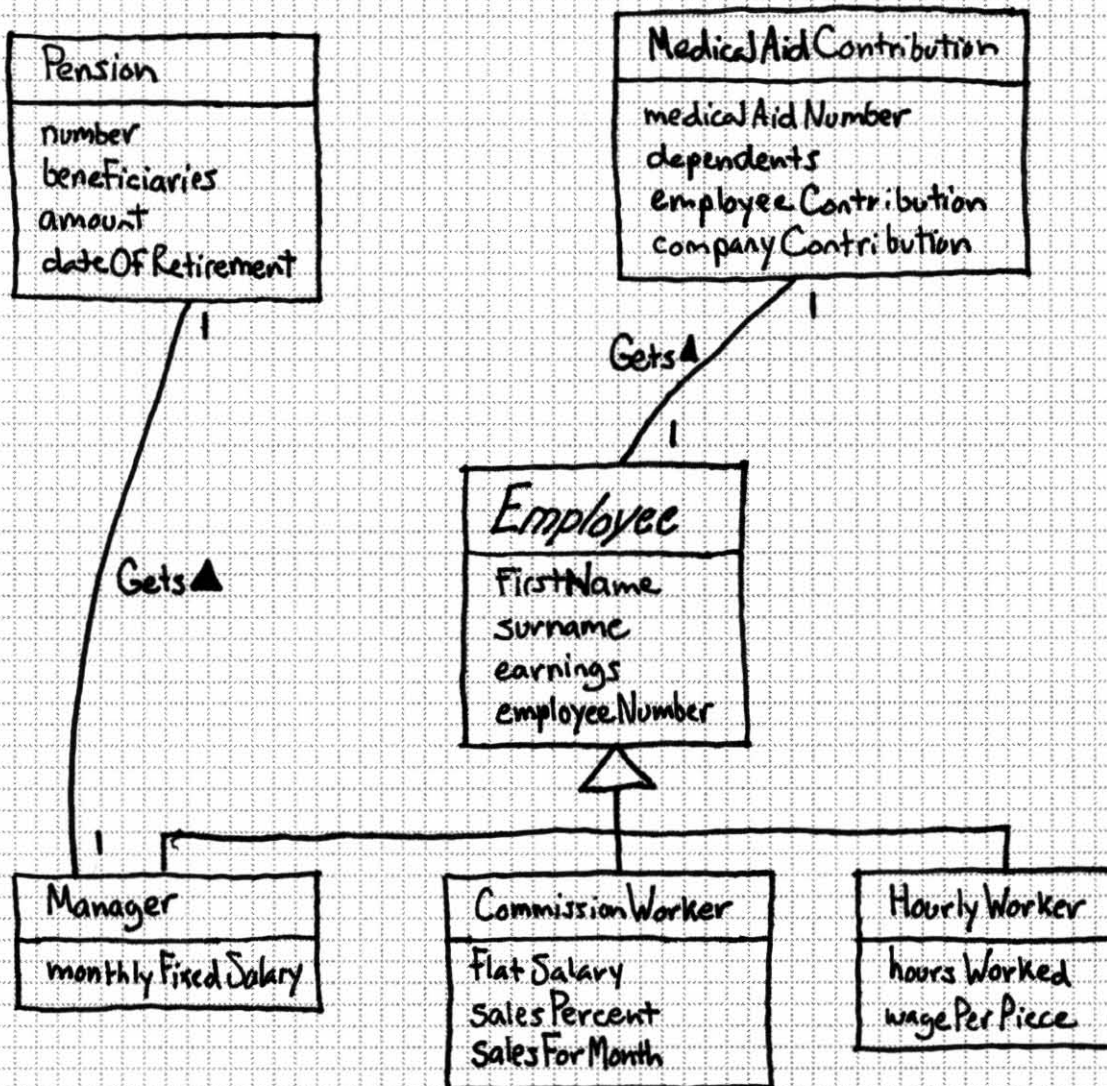 Pension
number
beneficiaries
amount
dateOfRetirement
1
Gets▲
1
MedicalAidContribution
medicalAidNumber
dependents
employeeContribution
companyContribution
1
Gets▲
1
Employee
firstName
surname
earnings
employeeNumber
Manager
monthlyFixedSalary
CommissionWorker
flatSalary
salesPercent
salesForMonth
HourlyWorker
hoursWorked
wagePerPiece